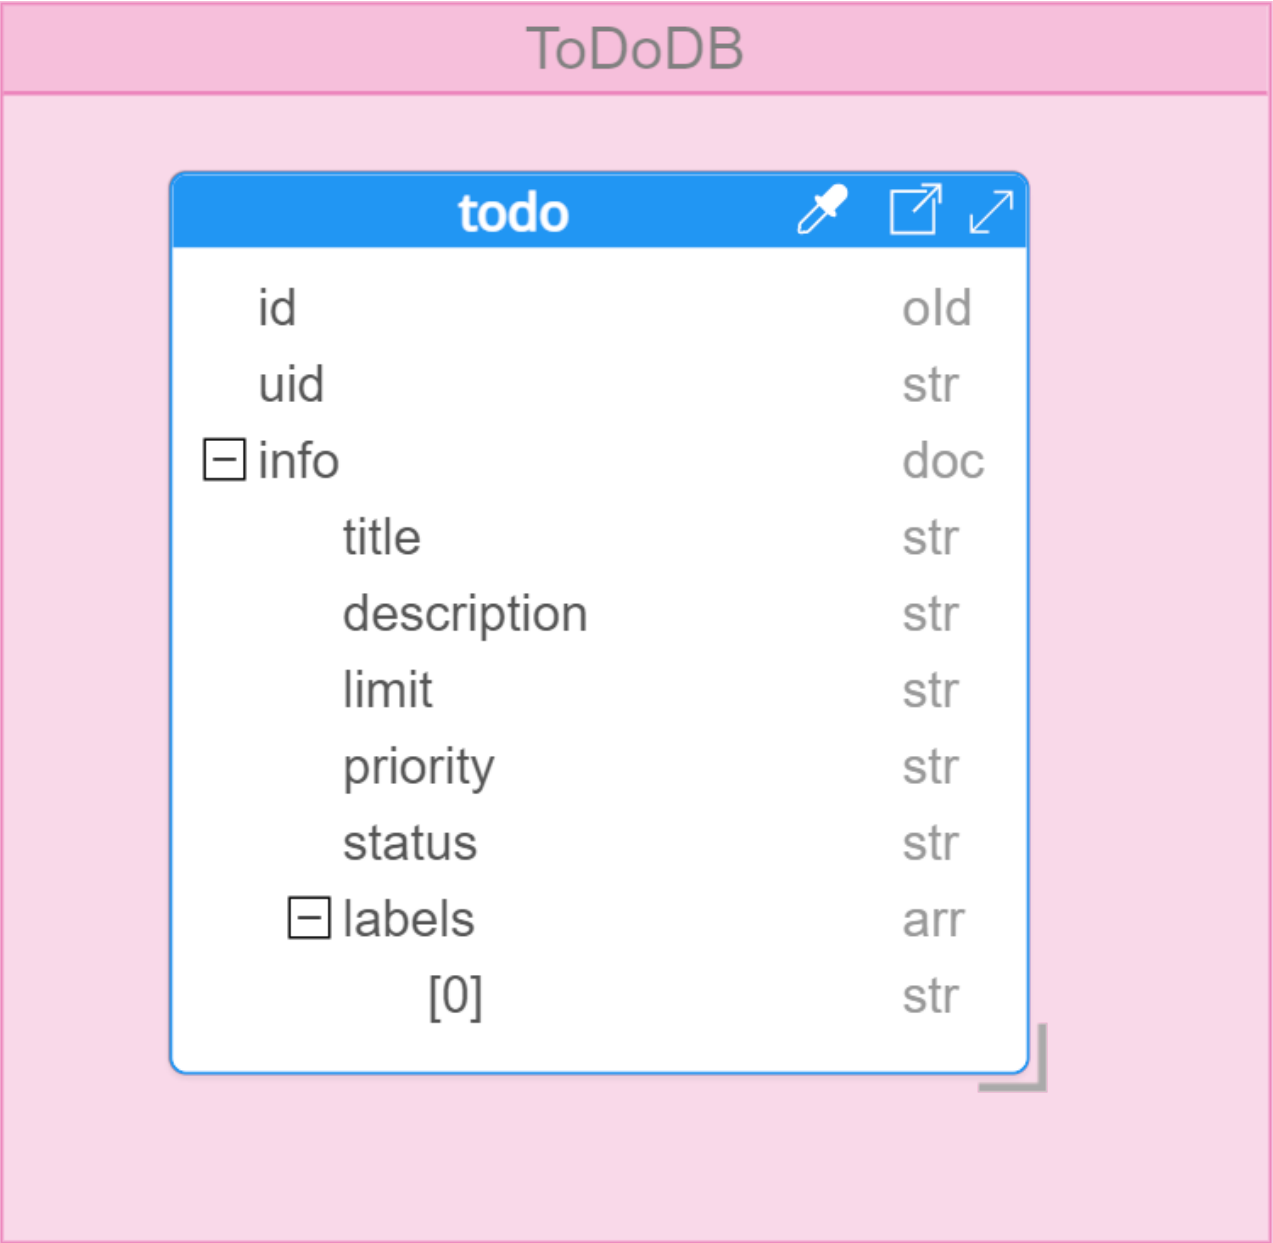 ToDoDB
todo
id oId
uid str
info doc
title str
description str
limit str
priority str
status str
labels arr
[0] str